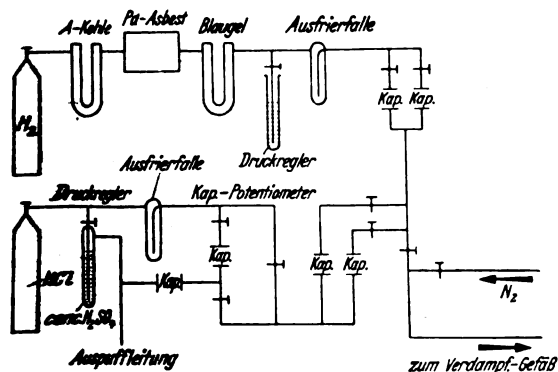 A-Kohle
Pd-Asbest
Blaugel
Ausfrierfalle
H2
Kap.
Kap.
Druckregler
Ausfrierfalle
Druckregler
Kap.-Potentiometer
Kap.
Kap.
Kap.
Kap.
HCl
conc. H2SO4
N2
Auspuffleitung
zum Verdampf.-Gefäß